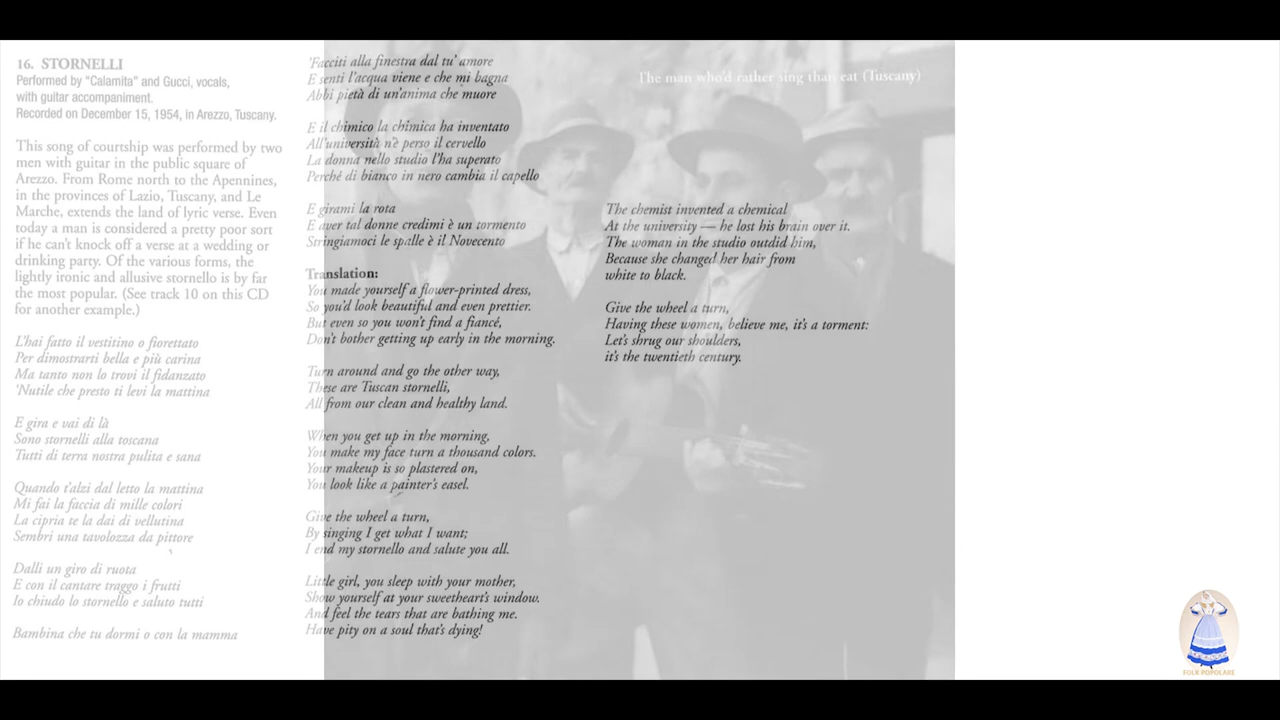 16. STORNELLI
Performed by "Calamita" and Gucci, vocals,
with guitar accompaniment.
Recorded on December 15, 1954, in Arezzo, Tuscany.
This song of courtship was performed by two
men with guitar in the public square of
Arezzo. From Rome north to the Apennines,
in the provinces of Lazio, Tuscany, and Le
Marche, extends the land of lyric verse. Even
today a man is considered a pretty poor sort
if he can't knock off a verse at a wedding or
drinking party. Of the various forms, the
lightly ironic and allusive stornello is by far
the most popular. (See track 10 on this CD
for another example.)
L'hai fatto il vestitino o fiorettato
Per dimostrarti bella e più carina
Ma tanto non lo trovi il fidanzato
'Nutile che presto ti levi la mattina
E gira e vai di là
Sono stornelli alla toscana
Tutti di terra nostra pulita e sana
Quando t'alzi dal letto la mattina
Mi fai la faccia di mille colori
La cipria te la dai di vellutina
Sembri una tavolozza da pittore
Dalli un giro di ruota
E con il cantare traggo i frutti
Io chiudo lo stornello e saluto tutti
Bambina che tu dormi o con la mamma
'Facciti alla finestra dal tu' amore
E senti l'acqua viene e che mi bagna
Abbi pietà di un'anima che muore
E il chimico la chimica ha inventato
All'università n'è perso il cervello
La donna nello studio l'ha superato
Perché di bianco in nero cambia il capello
E girami la rota
E aver tal donne credimi è un tormento
Stringiamoci le spalle è il Novecento
Translation:
You made yourself a flower-printed dress,
So you'd look beautiful and even prettier.
But even so you won't find a fiancé,
Don't bother getting up early in the morning.
Turn around and go the other way,
These are Tuscan stornelli,
All from our clean and healthy land.
When you get up in the morning,
You make my face turn a thousand colors.
Your makeup is so plastered on,
You look like a painter's easel.
Give the wheel a turn,
By singing I get what I want;
I end my stornello and salute you all.
Little girl, you sleep with your mother,
Show yourself at your sweetheart's window.
And feel the tears that are bathing me.
Have pity on a soul that's dying!
The man who'd rather sing than eat (Tuscany)
The chemist invented a chemical
At the university — he lost his brain over it.
The woman in the studio outdid him,
Because she changed her hair from
white to black.
Give the wheel a turn,
Having these women, believe me, it's a torment:
Let's shrug our shoulders,
it's the twentieth century.
FOLK POPOLARE